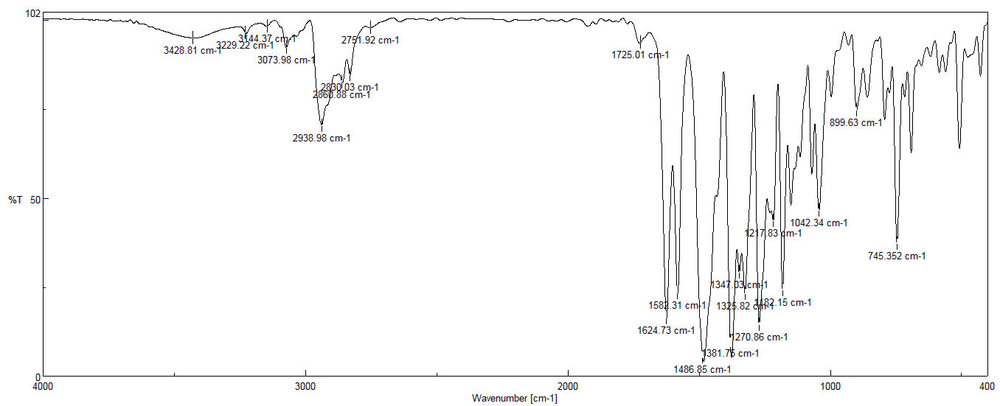 102
3144.37 cm-1
2751.92 cm-1
3428.81 cm-1
3229.22 cm-1
3073.98 cm-1
1725.01 cm-1
2830.03 cm-1
2860.88 cm-1
899.63 cm-1
2938.98 cm-1
%T
50
1042.34 cm-1
1217.83 cm-1
745.352 cm-1
1347.03 cm-1
1582.31 cm-1
1325.82 cm-1
1182.15 cm-1
1624.73 cm-1
1270.86 cm-1
1381.75 cm-1
1486.85 cm-1
0
4000
3000
2000
1000
400
Wavenumber [cm-1]